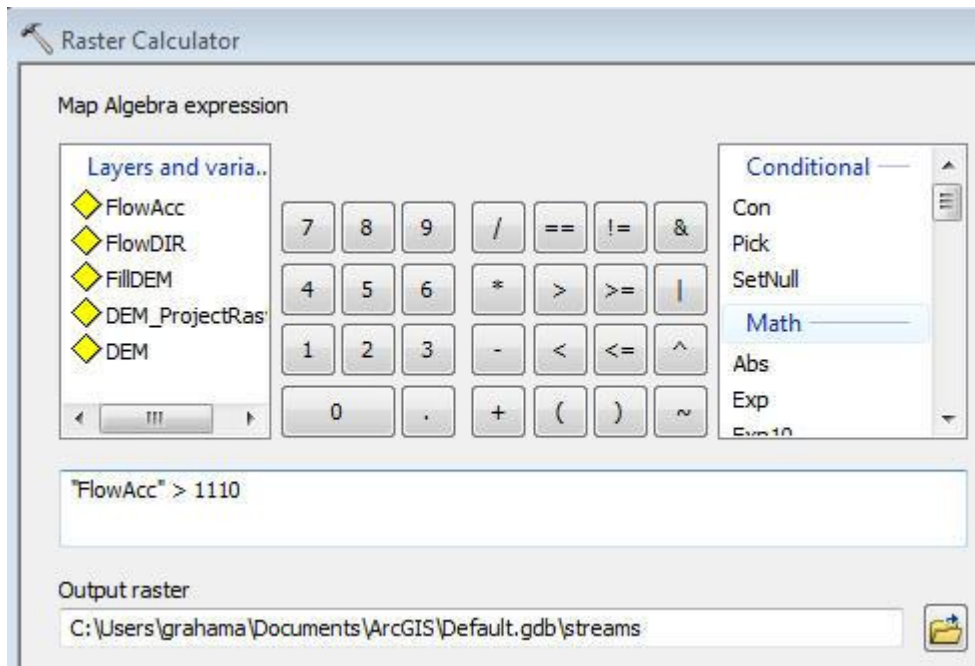 Raster Calculator
Map Algebra expression
Layers and varia..
FlowAcc
FlowDIR
FillDEM
DEM_ProjectRas
DEM
7 8 9 / == != &
4 5 6 * > >= |
1 2 3 - < <= ^
0 . + ( ) ~
Conditional
Con
Pick
SetNull
Math
Abs
Exp
Exp10
"FlowAcc" > 1110
Output raster
C:\Users\grahama\Documents\ArcGIS\Default.gdb\streams